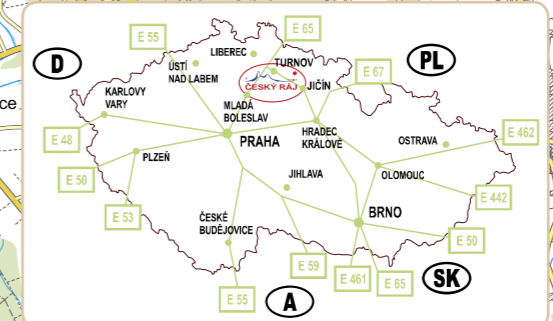 E 55
E 65
LIBEREC
D
ÚSTÍ
NAD LABEM
TURNOV
PL
ČESKÝ RÁJ
JIČÍN
E 67
KARLOVY
VARY
MLADÁ
BOLESLAV
ce
E 48
PRAHA
HRADEC
KRÁLOVÉ
OSTRAVA
E 462
PLZEŇ
E 50
OLOMOUC
JIHLAVA
E 442
E 53
ČESKÉ
BUDĚJOVICE
BRNO
E 50
E 59
E 461
E 65
SK
E 55
A